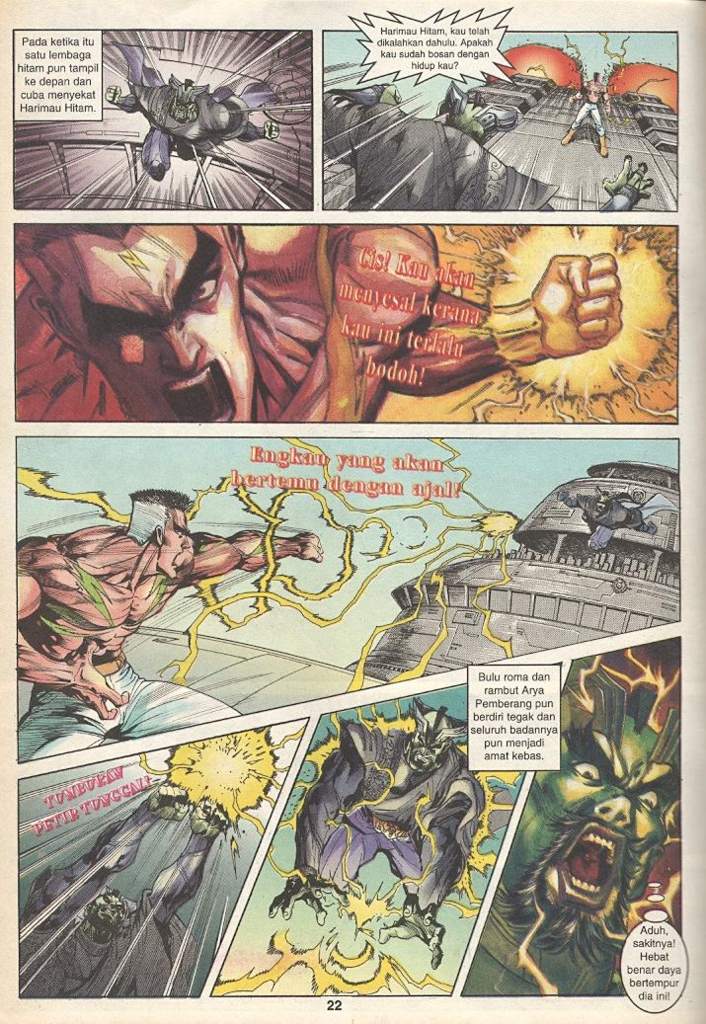 Pada ketika itu
satu lembaga
hitam pun tampil
ke depan dan
cuba menyekat
Harimau Hitam.
Harimau Hitam, kau telah
dikalahkan dahulu. Apakah
kau sudah bosan dengan
hidup kau?
Cis! Kau akan
menyesal kerana
kau ini terlalu
bodoh!
Engkau yang akan
bertemu dengan ajal!
TUMBUKAN
PETIR TUNGGAL!
Bulu roma dan
rambut Arya
Pemberang pun
berdiri tegak dan
seluruh badannya
pun menjadi
amat kebas.
Aduh,
sakitnya!
Hebat
benar daya
bertempur
dia ini!
22